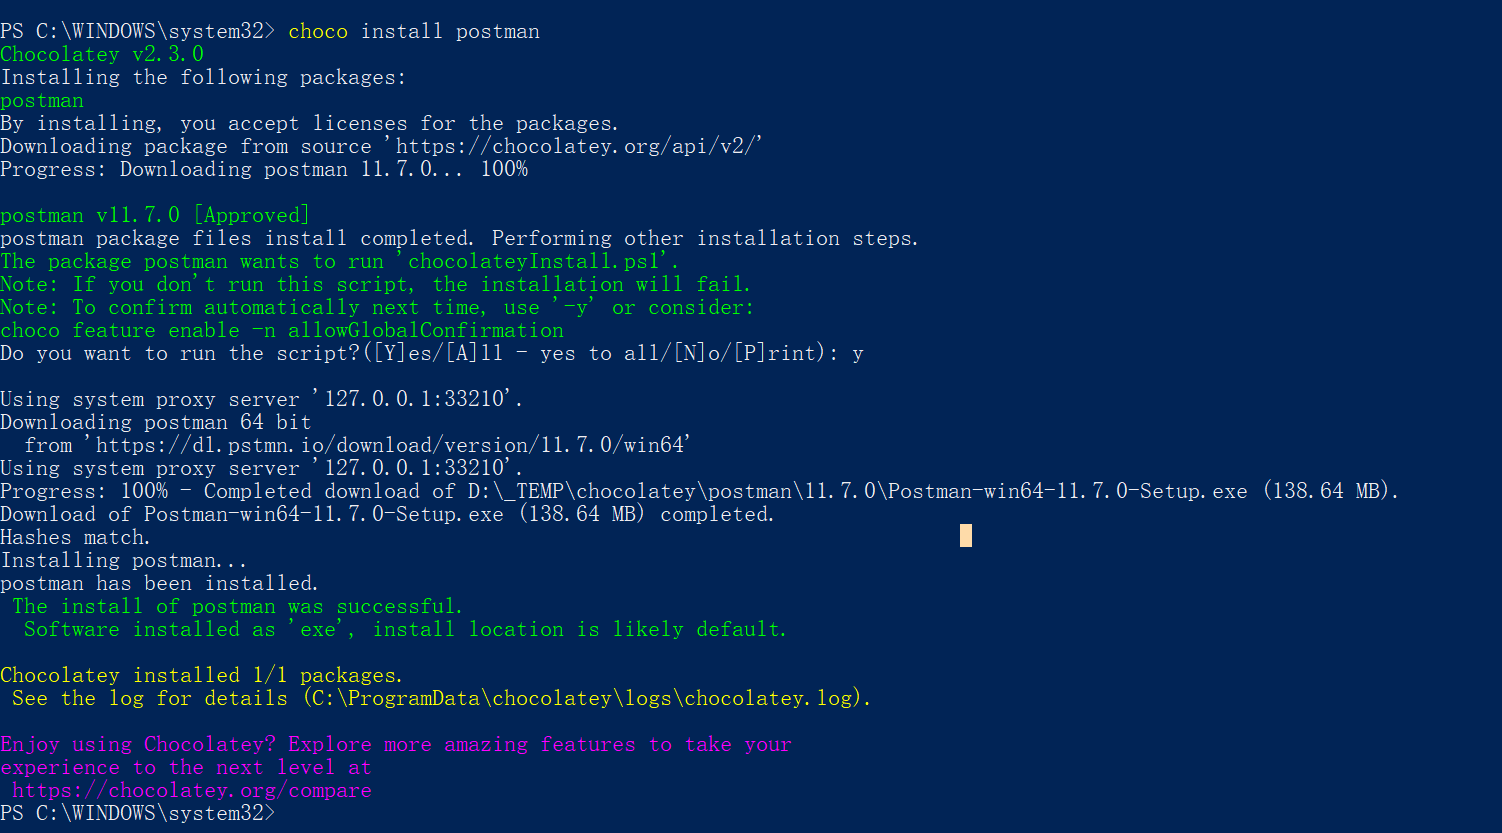 PS C:\WINDOWS\system32> choco install postman
Chocolatey v2.3.0
Installing the following packages:
postman
By installing, you accept licenses for the packages.
Downloading package from source 'https://chocolatey.org/api/v2/'
Progress: Downloading postman 11.7.0... 100%
postman v11.7.0 [Approved]
postman package files install completed. Performing other installation steps.
The package postman wants to run 'chocolateyInstall.ps1'.
Note: If you don't run this script, the installation will fail.
Note: To confirm automatically next time, use '-y' or consider:
choco feature enable -n allowGlobalConfirmation
Do you want to run the script?([Y]es/[A]ll - yes to all/[N]o/[P]rint): y
Using system proxy server '127.0.0.1:33210'.
Downloading postman 64 bit
  from 'https://dl.pstmn.io/download/version/11.7.0/win64'
Using system proxy server '127.0.0.1:33210'.
Progress: 100% - Completed download of D:\_TEMP\chocolatey\postman\11.7.0\Postman-win64-11.7.0-Setup.exe (138.64 MB).
Download of Postman-win64-11.7.0-Setup.exe (138.64 MB) completed.
Hashes match.
Installing postman...
postman has been installed.
 The install of postman was successful.
  Software installed as 'exe', install location is likely default.
Chocolatey installed 1/1 packages.
 See the log for details (C:\ProgramData\chocolatey\logs\chocolatey.log).
Enjoy using Chocolatey? Explore more amazing features to take your
experience to the next level at
 https://chocolatey.org/compare
PS C:\WINDOWS\system32>